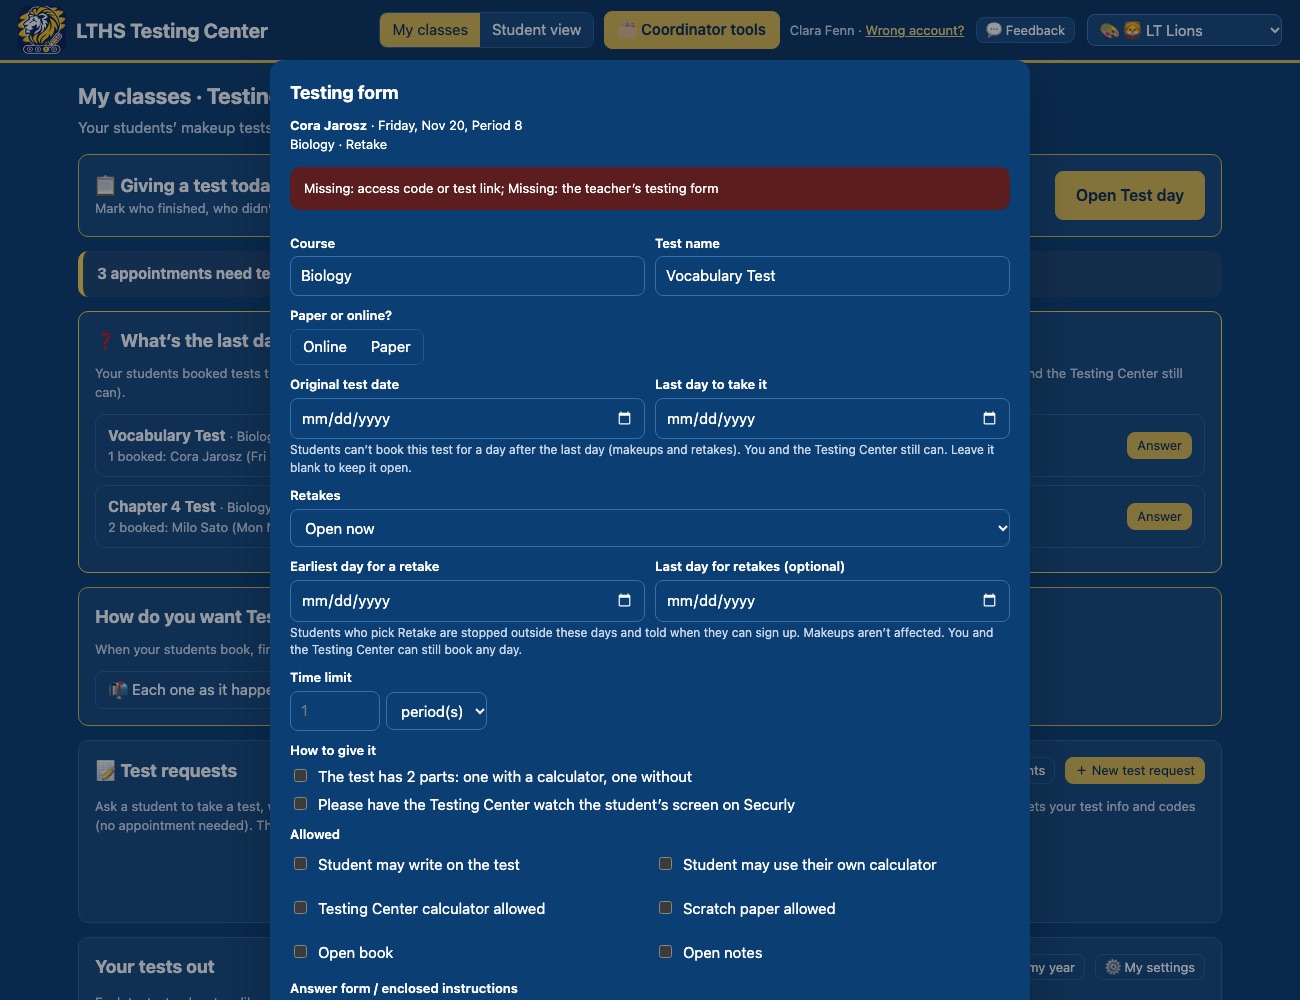 LTHS Testing Center
My classes
Student view
Coordinator tools
Clara Fenn · Wrong account?
Feedback
LT Lions
My classes · Testin
Your students’ makeup tests
Giving a test toda
Mark who finished, who didn’
Open Test day
3 appointments need te
What’s the last da
Your students booked tests t
nd the Testing Center still
can).
Vocabulary Test · Biolog
1 booked: Cora Jarosz (Fri
Answer
Chapter 4 Test · Biology
2 booked: Milo Sato (Mon N
Answer
How do you want Tes
When your students book, fin
Each one as it happe
Test requests
nts
+ New test request
Ask a student to take a test, w
ets your test info and codes
(no appointment needed). Th
Your tests out
my year
My settings
Testing form
Cora Jarosz · Friday, Nov 20, Period 8
Biology · Retake
Missing: access code or test link; Missing: the teacher’s testing form
Course
Test name
Biology
Vocabulary Test
Paper or online?
Online
Paper
Original test date
Last day to take it
mm/dd/yyyy
mm/dd/yyyy
Students can’t book this test for a day after the last day (makeups and retakes). You and the Testing Center still can. Leave it
blank to keep it open.
Retakes
Open now
Earliest day for a retake
Last day for retakes (optional)
mm/dd/yyyy
mm/dd/yyyy
Students who pick Retake are stopped outside these days and told when they can sign up. Makeups aren’t affected. You and
the Testing Center can still book any day.
Time limit
1
period(s)
How to give it
The test has 2 parts: one with a calculator, one without
Please have the Testing Center watch the student’s screen on Securly
Allowed
Student may write on the test
Student may use their own calculator
Testing Center calculator allowed
Scratch paper allowed
Open book
Open notes
Answer form / enclosed instructions